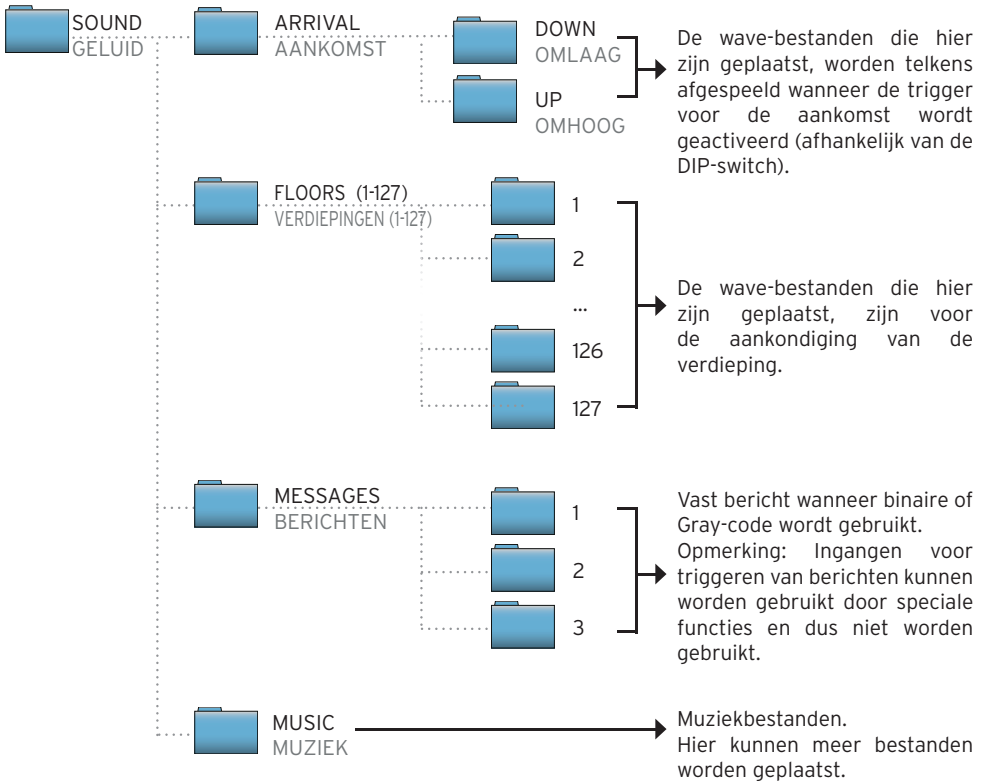 SOUND
GELUID
ARRIVAL
AANKOMST
DOWN
OMLAAG
UP
OMHOOG
De wave-bestanden die hier
zijn geplaatst, worden telkens
afgespeeld wanneer de trigger
voor de aankomst wordt
geactiveerd (afhankelijk van de
DIP-switch).
FLOORS (1-127)
VERDIEPINGEN (1-127)
1
2
...
126
127
De wave-bestanden die hier
zijn geplaatst, zijn voor
de aankondiging van de
verdieping.
MESSAGES
BERICHTEN
1
2
3
Vast bericht wanneer binaire of
Gray-code wordt gebruikt.
Opmerking: Ingangen voor
triggeren van berichten kunnen
worden gebruikt door speciale
functies en dus niet worden
gebruikt.
MUSIC
MUZIEK
Muziekbestanden.
Hier kunnen meer bestanden
worden geplaatst.